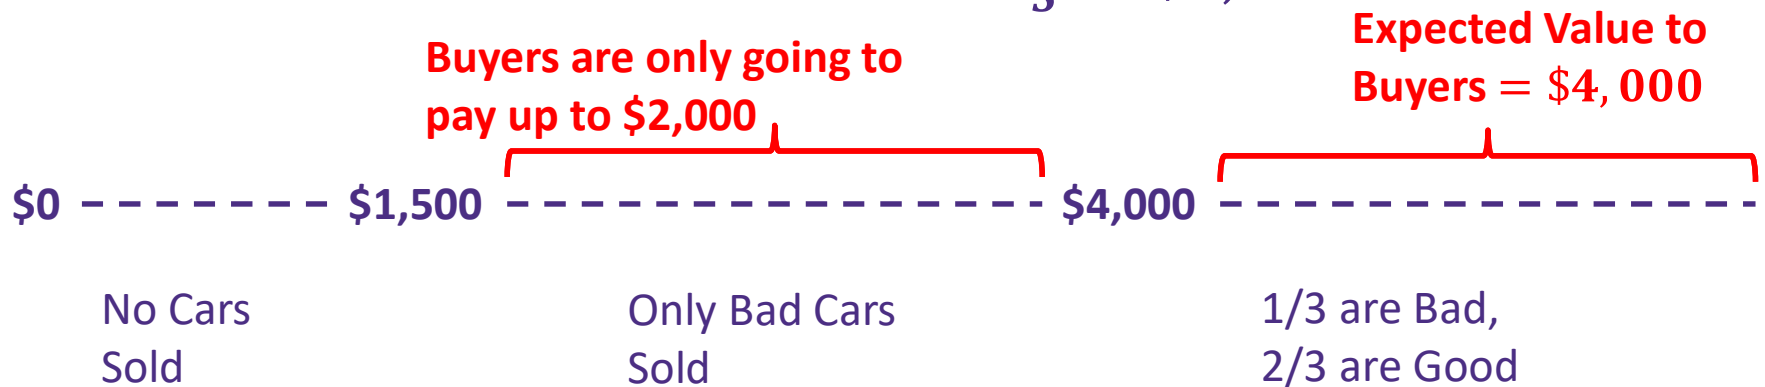 Buyers are only going to
pay up to $2,000
Expected Value to
Buyers = $4, 000
$0 $1,500 $4,000
No Cars
Sold
Only Bad Cars
Sold
1/3 are Bad,
2/3 are Good